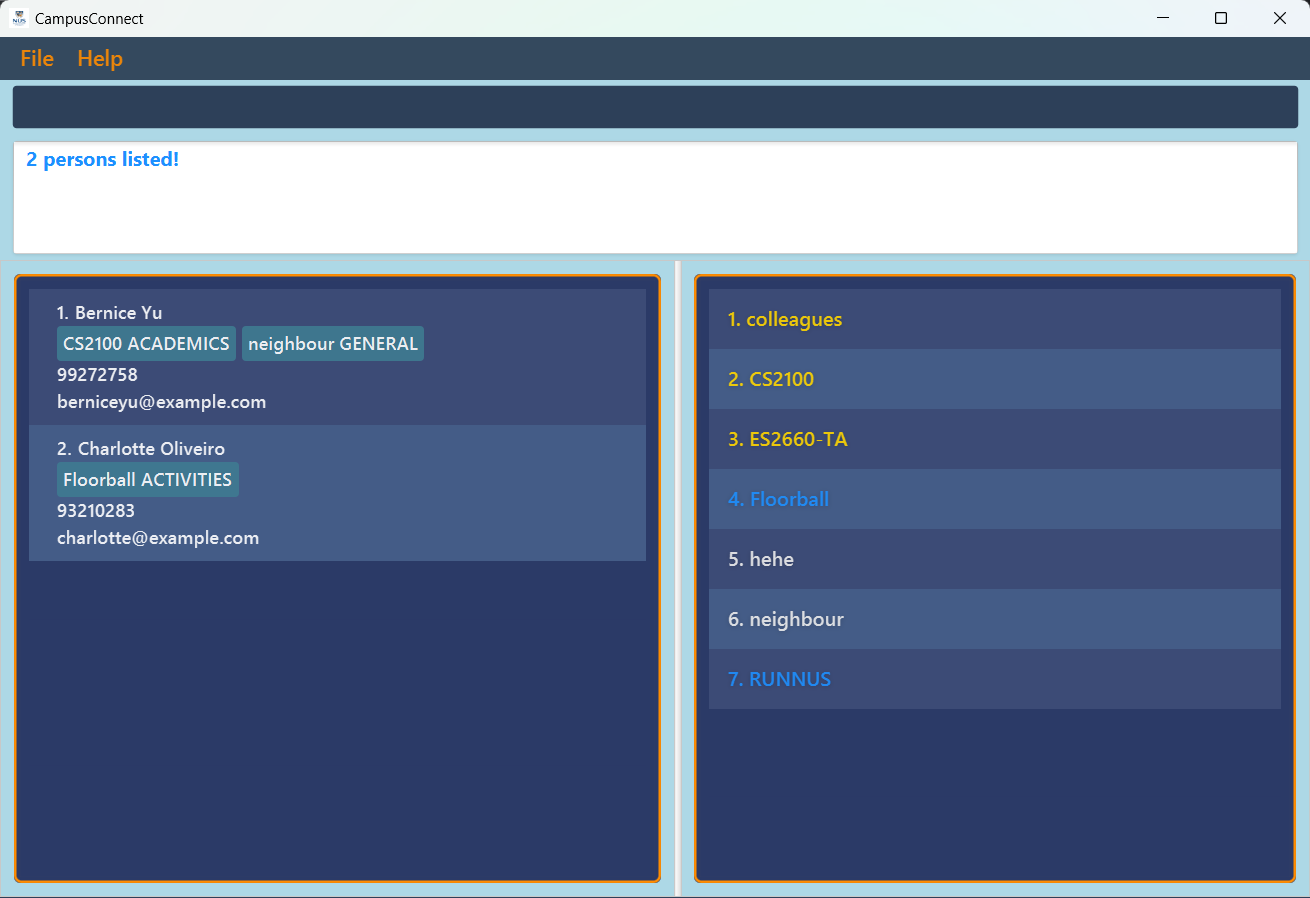 CampusConnect
File Help
2 persons listed!
1. Bernice Yu
CS2100 ACADEMICS neighbour GENERAL
99272758
berniceyu@example.com
2. Charlotte Oliveiro
Floorball ACTIVITIES
93210283
charlotte@example.com
1. colleagues
2. CS2100
3. ES2660-TA
4. Floorball
5. hehe
6. neighbour
7. RUNNUS